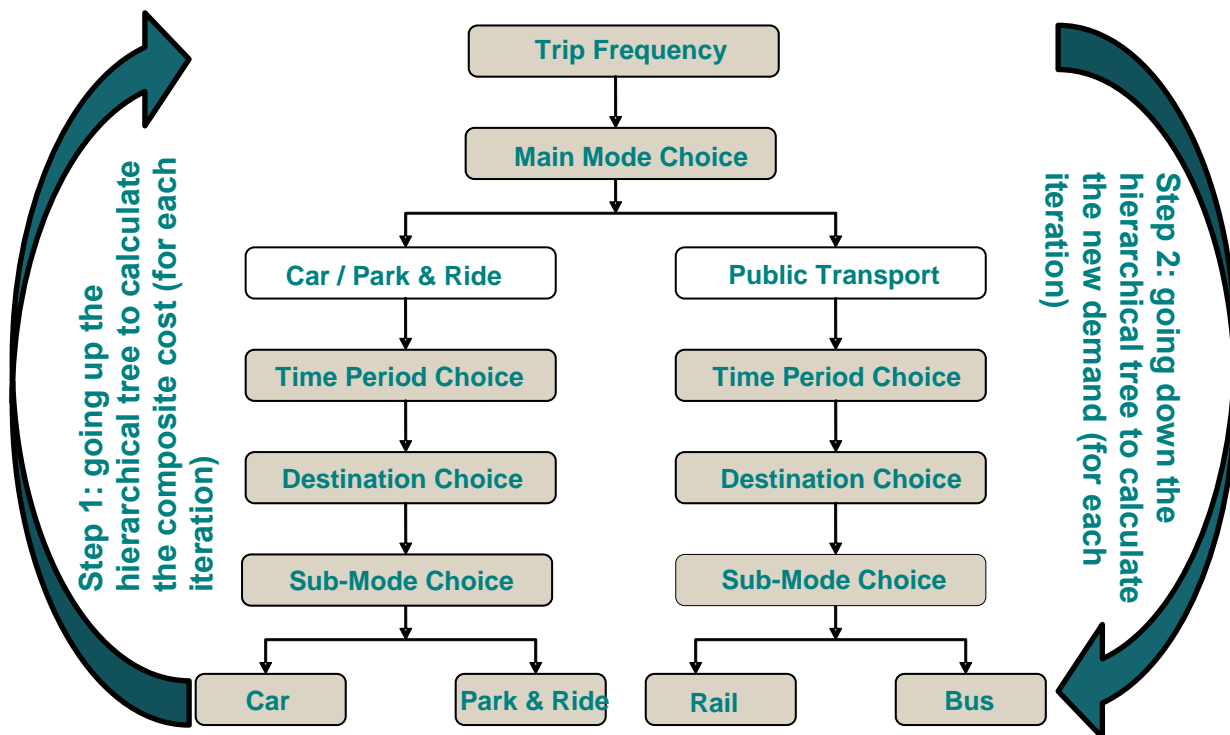 Trip Frequency
Main Mode Choice
Car / Park & Ride
Public Transport
Time Period Choice
Time Period Choice
Destination Choice
Destination Choice
Sub-Mode Choice
Sub-Mode Choice
Car
Park & Ride
Rail
Bus
Step 1: going up the
hierarchical tree to calculate
the composite cost (for each
iteration)
Step 2: going down the
hierarchical tree to calculate
the new demand (for each
iteration)